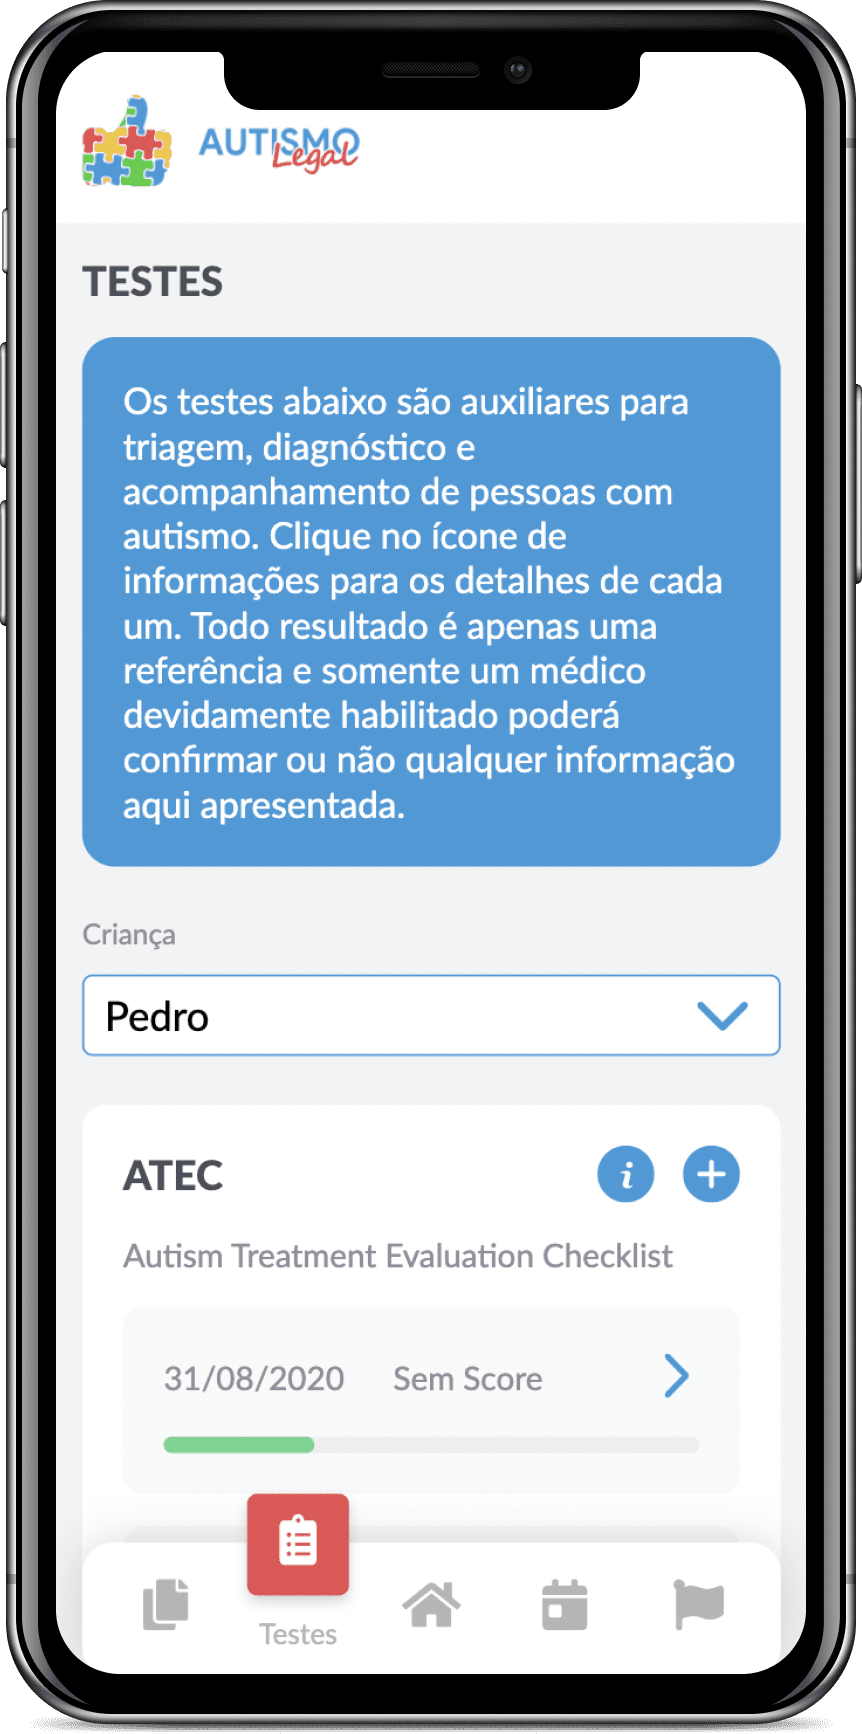 AUTISMO
Legal
TESTES
Os testes abaixo são auxiliares para
triagem, diagnóstico e
acompanhamento de pessoas com
autismo. Clique no ícone de
informações para os detalhes de cada
um. Todo resultado é apenas uma
referência e somente um médico
devidamente habilitado poderá
confirmar ou não qualquer informação
aqui apresentada.
Criança
Pedro
ATEC
Autism Treatment Evaluation Checklist
31/08/2020 Sem Score
Testes